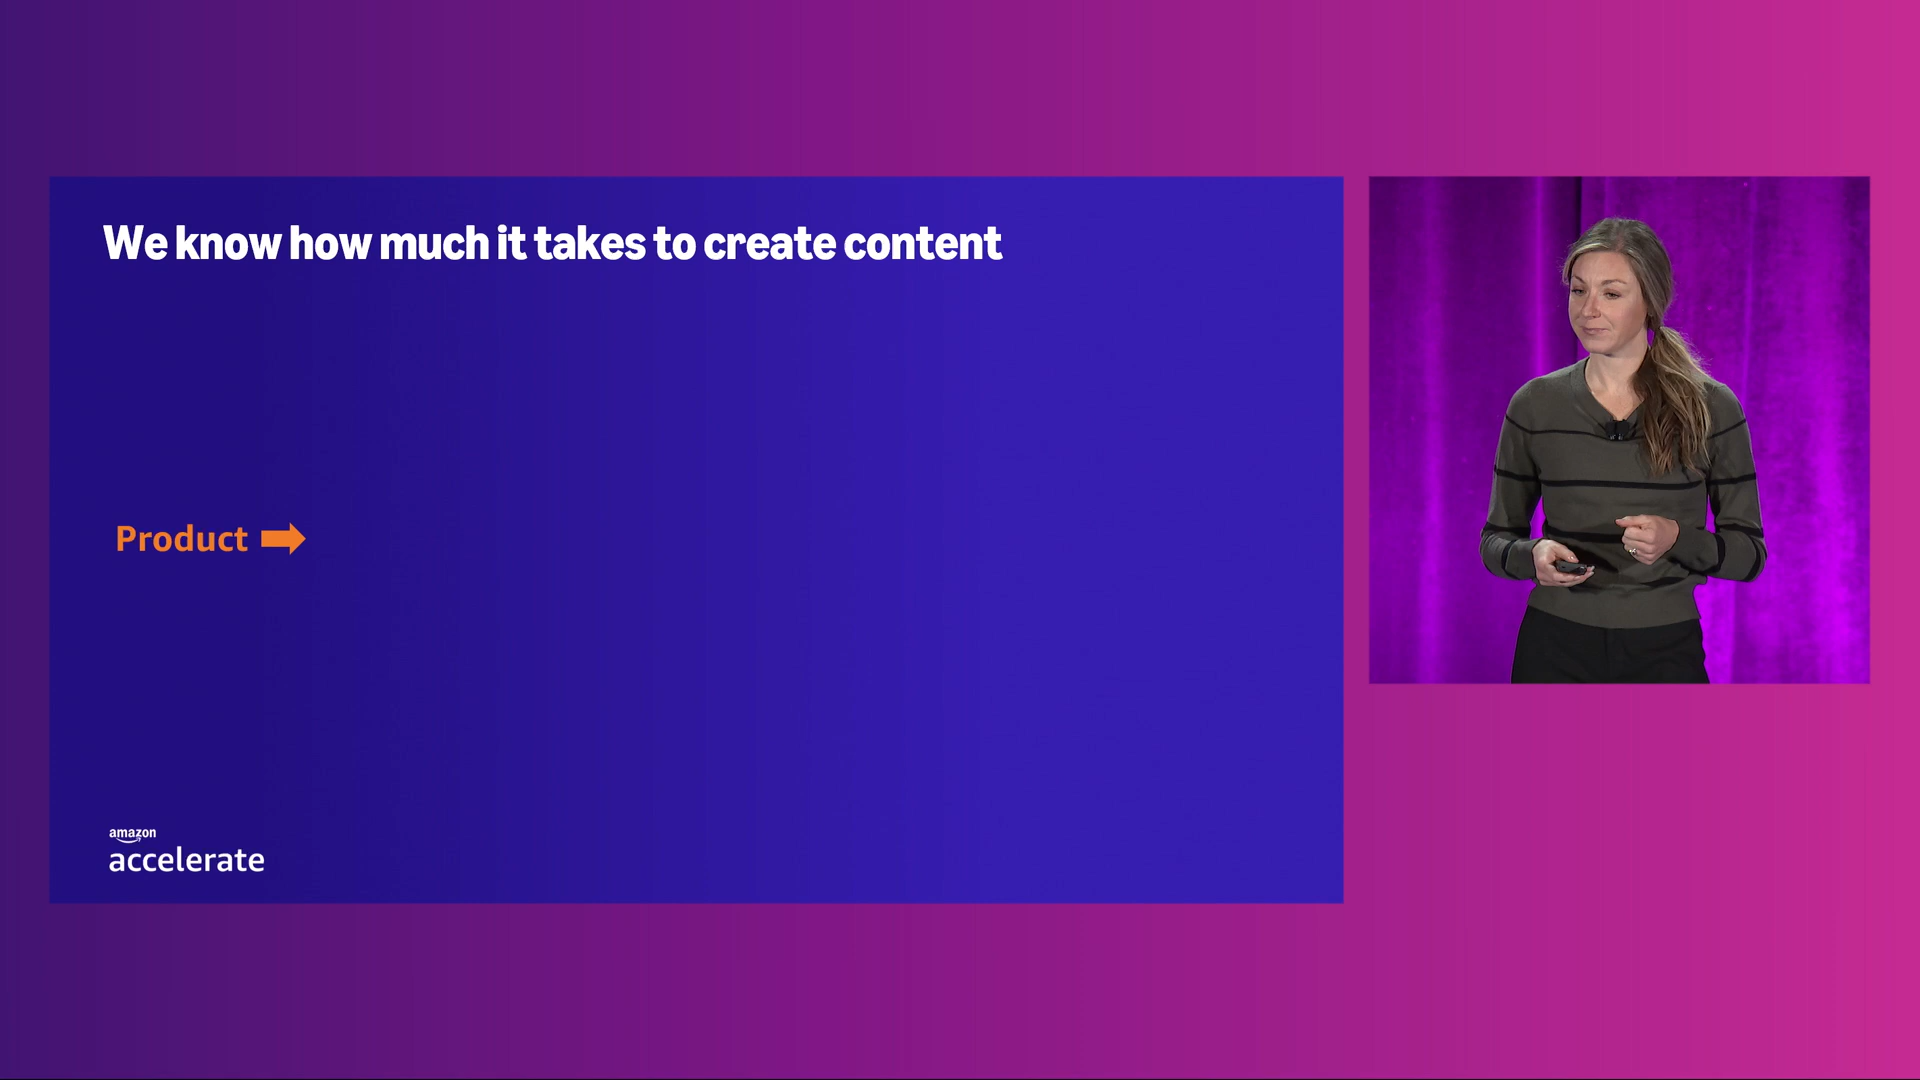 We know how much it takes to create content
Product
amazon
accelerate